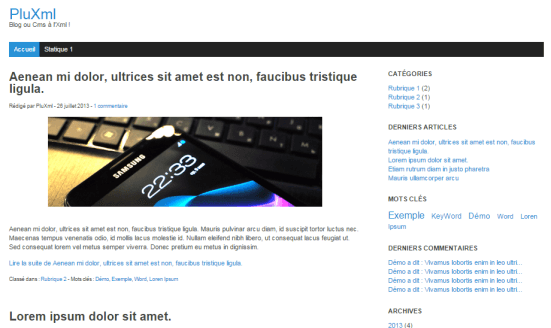 PluXml
Blog ou Cms à l'Xml !
Accueil Statique 1
Aenean mi dolor, ultrices sit amet est non, faucibus tristique
ligula.
Rédigé par PluXml - 26 juillet 2013 - 1 commentaire
SAMSUNG
22:33
Aenean mi dolor, ultrices sit amet est non, faucibus tristique ligula. Mauris pulvinar arcu diam, id suscipit tortor luctus nec.
Maecenas tempus venenatis odio, id mollis lacus molestie id. Nullam eleifend nibh libero, ut consequat lacus feugiat ut.
Sed consequat lorem vel metus semper viverra. Donec pretium eu metus in dignissim.
Lire la suite de Aenean mi dolor, ultrices sit amet est non, faucibus tristique ligula.
Classé dans : Rubrique 2 - Mots clés : Démo, Exemple, Word, Lorem Ipsum
Lorem ipsum dolor sit amet.
CATÉGORIES
Rubrique 1 (2)
Rubrique 2 (1)
Rubrique 3 (1)
DERNIERS ARTICLES
Aenean mi dolor, ultrices sit amet est non, faucibus
tristique ligula.
Lorem ipsum dolor sit amet.
Etiam rutrum diam in justo pharetra
Mauris ullamcorper arcu
MOTS CLÉS
Exemple KeyWord Démo Word Lorem
Ipsum
DERNIERS COMMENTAIRES
Démo a dit : Vivamus lobortis enim in leo ultri...
Démo a dit : Vivamus lobortis enim in leo ultri...
Démo a dit : Vivamus lobortis enim in leo ultri...
Démo a dit : Vivamus lobortis enim in leo ultri...
ARCHIVES
2013 (4)